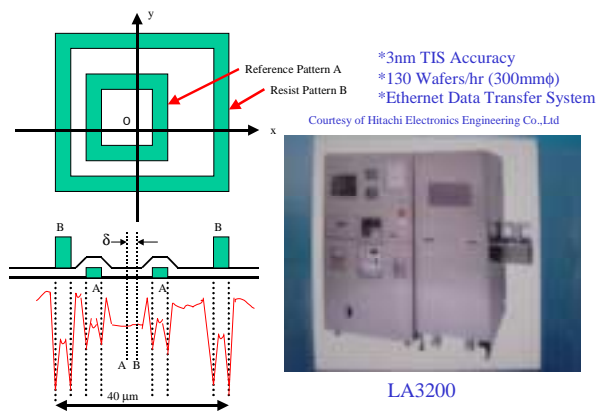 y
Reference Pattern A
Resist Pattern B
O
x
*3nm TIS Accuracy
*130 Wafers/hr (300mmφ)
*Ethernet Data Transfer System
Courtesy of Hitachi Electronics Engineering Co.,Ltd
B
δ
B
A
A
A B
40 μm
LA3200